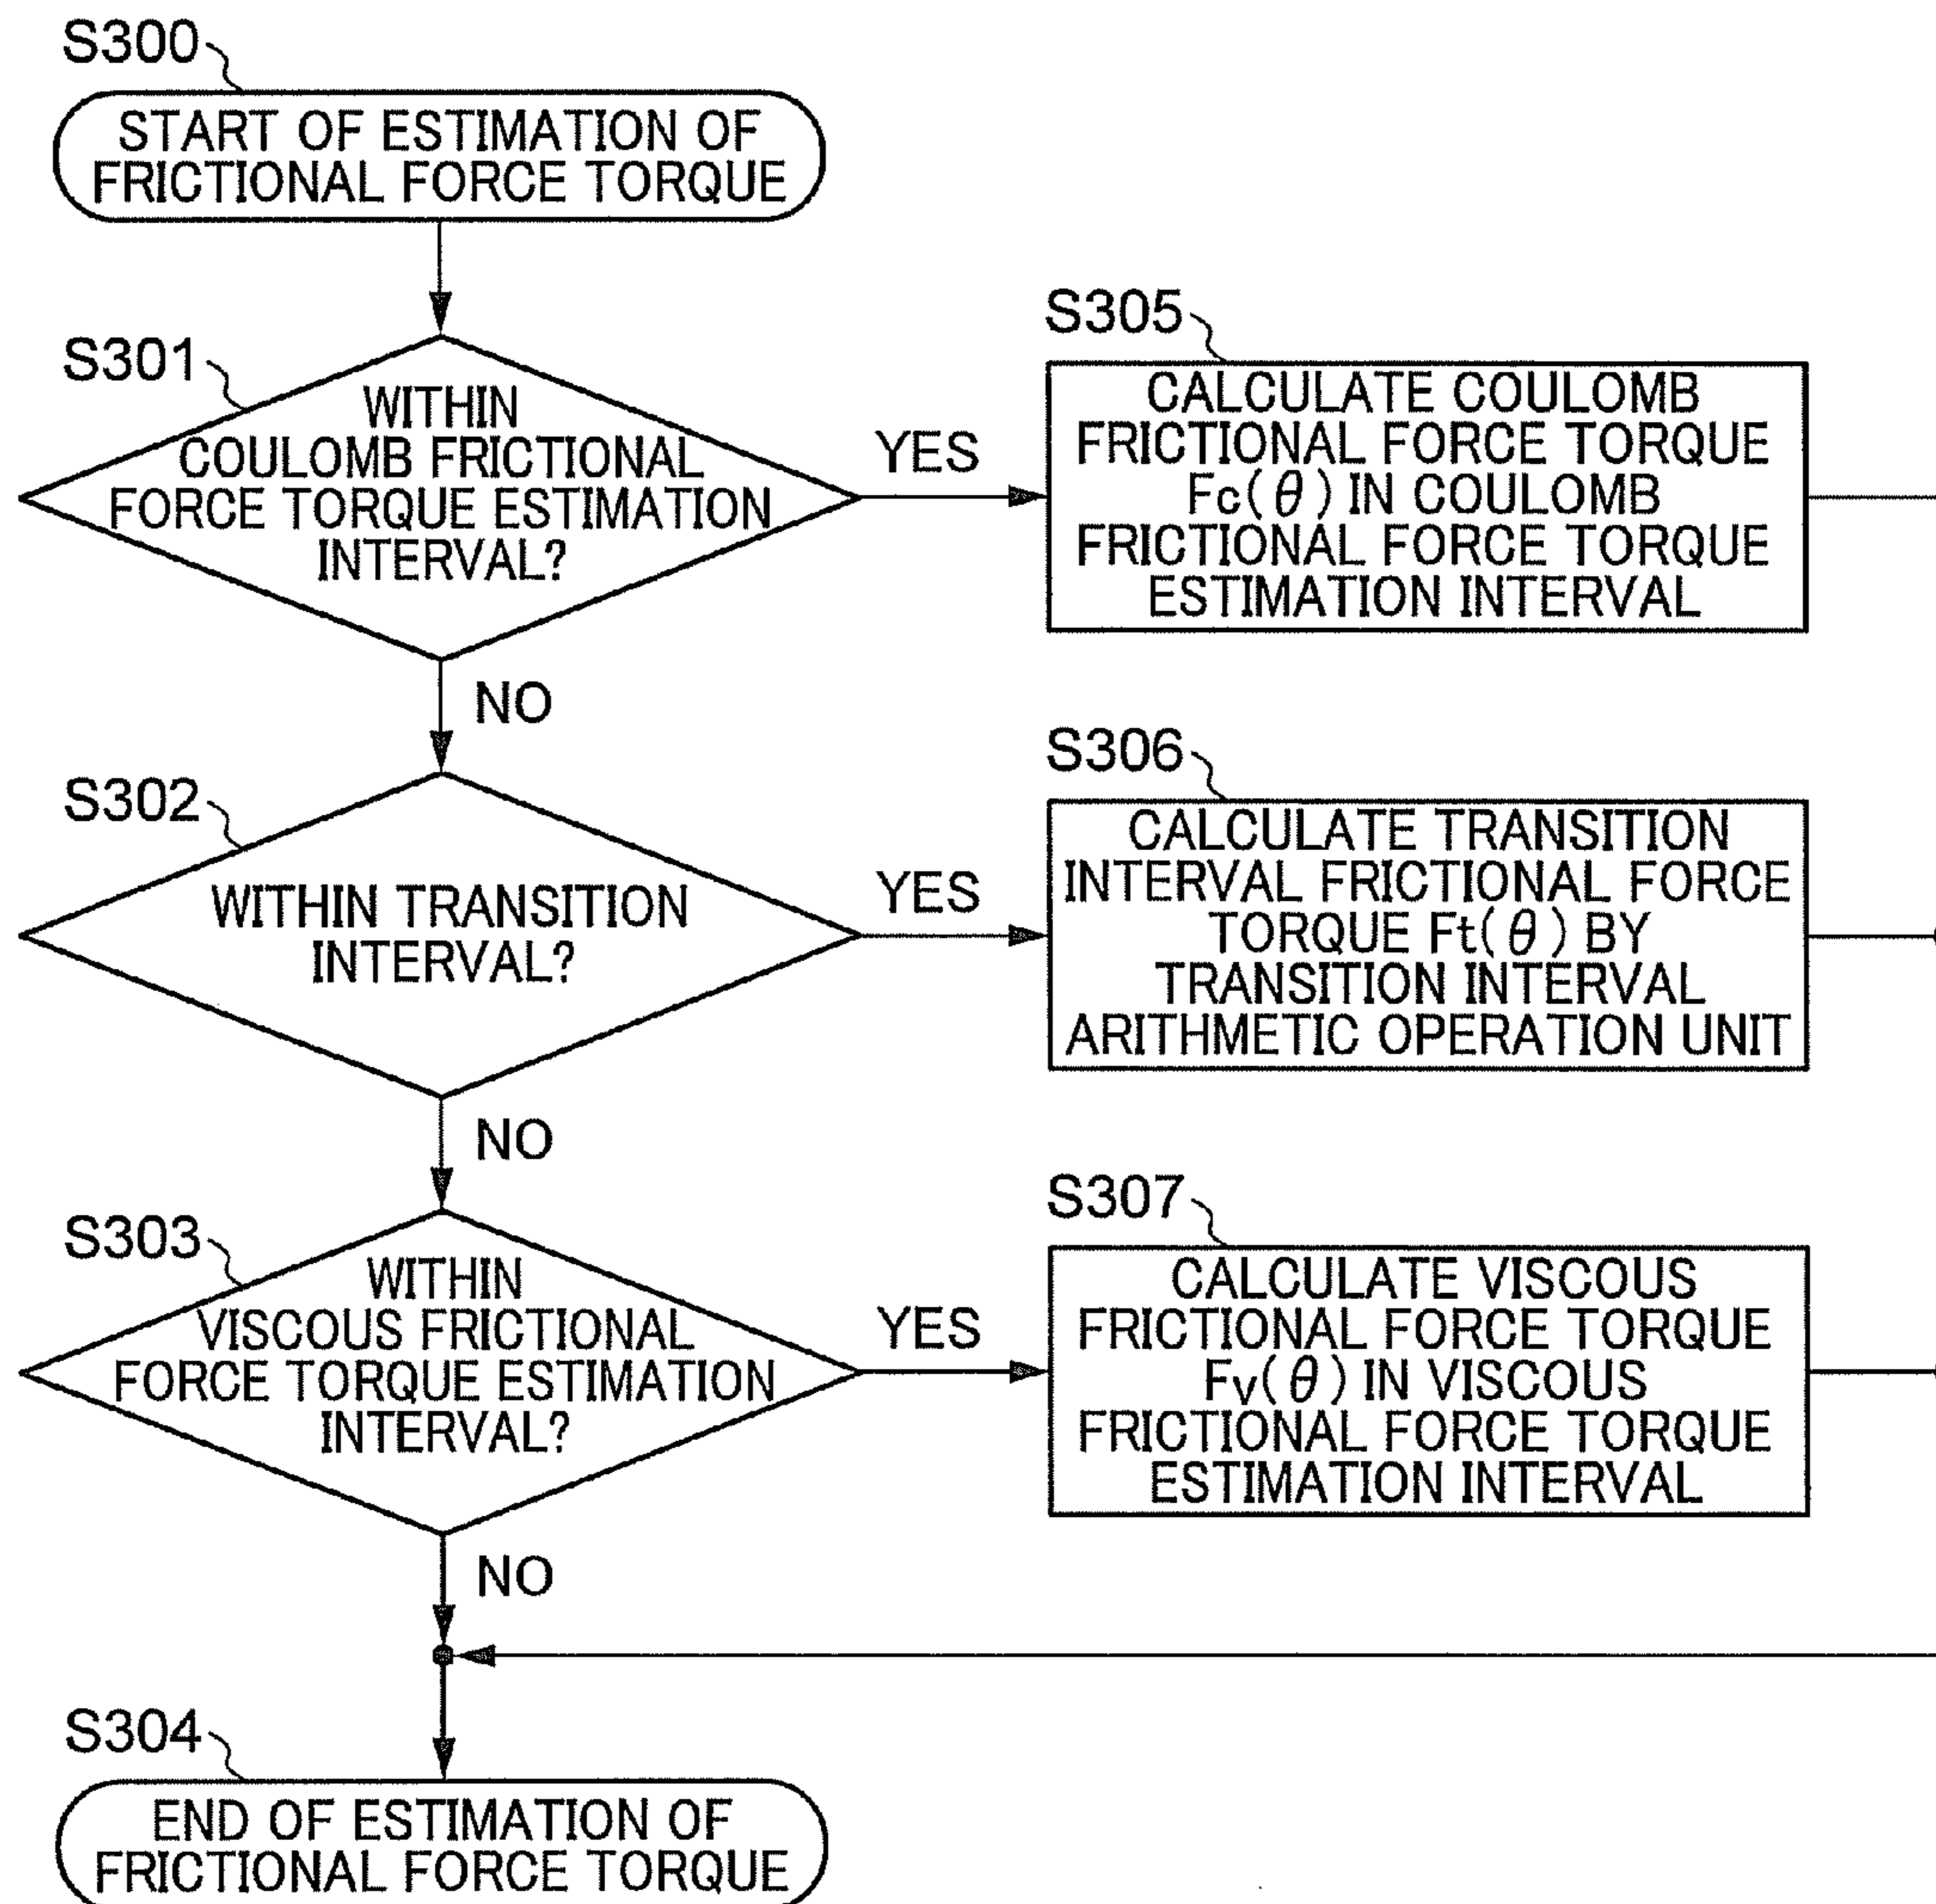 S300
START OF ESTIMATION OF
FRICTIONAL FORCE TORQUE
S301
WITHIN
COULOMB FRICTIONAL
FORCE TORQUE ESTIMATION
INTERVAL?
YES
S305
CALCULATE COULOMB
FRICTIONAL FORCE TORQUE
Fc(θ) IN COULOMB
FRICTIONAL FORCE TORQUE
ESTIMATION INTERVAL
NO
S302
WITHIN TRANSITION
INTERVAL?
YES
S306
CALCULATE TRANSITION
INTERVAL FRICTIONAL FORCE
TORQUE Ft(θ) BY
TRANSITION INTERVAL
ARITHMETIC OPERATION UNIT
NO
S303
WITHIN
VISCOUS FRICTIONAL
FORCE TORQUE ESTIMATION
INTERVAL?
YES
S307
CALCULATE VISCOUS
FRICTIONAL FORCE TORQUE
Fv(θ) IN VISCOUS
FRICTIONAL FORCE TORQUE
ESTIMATION INTERVAL
NO
S304
END OF ESTIMATION OF
FRICTIONAL FORCE TORQUE